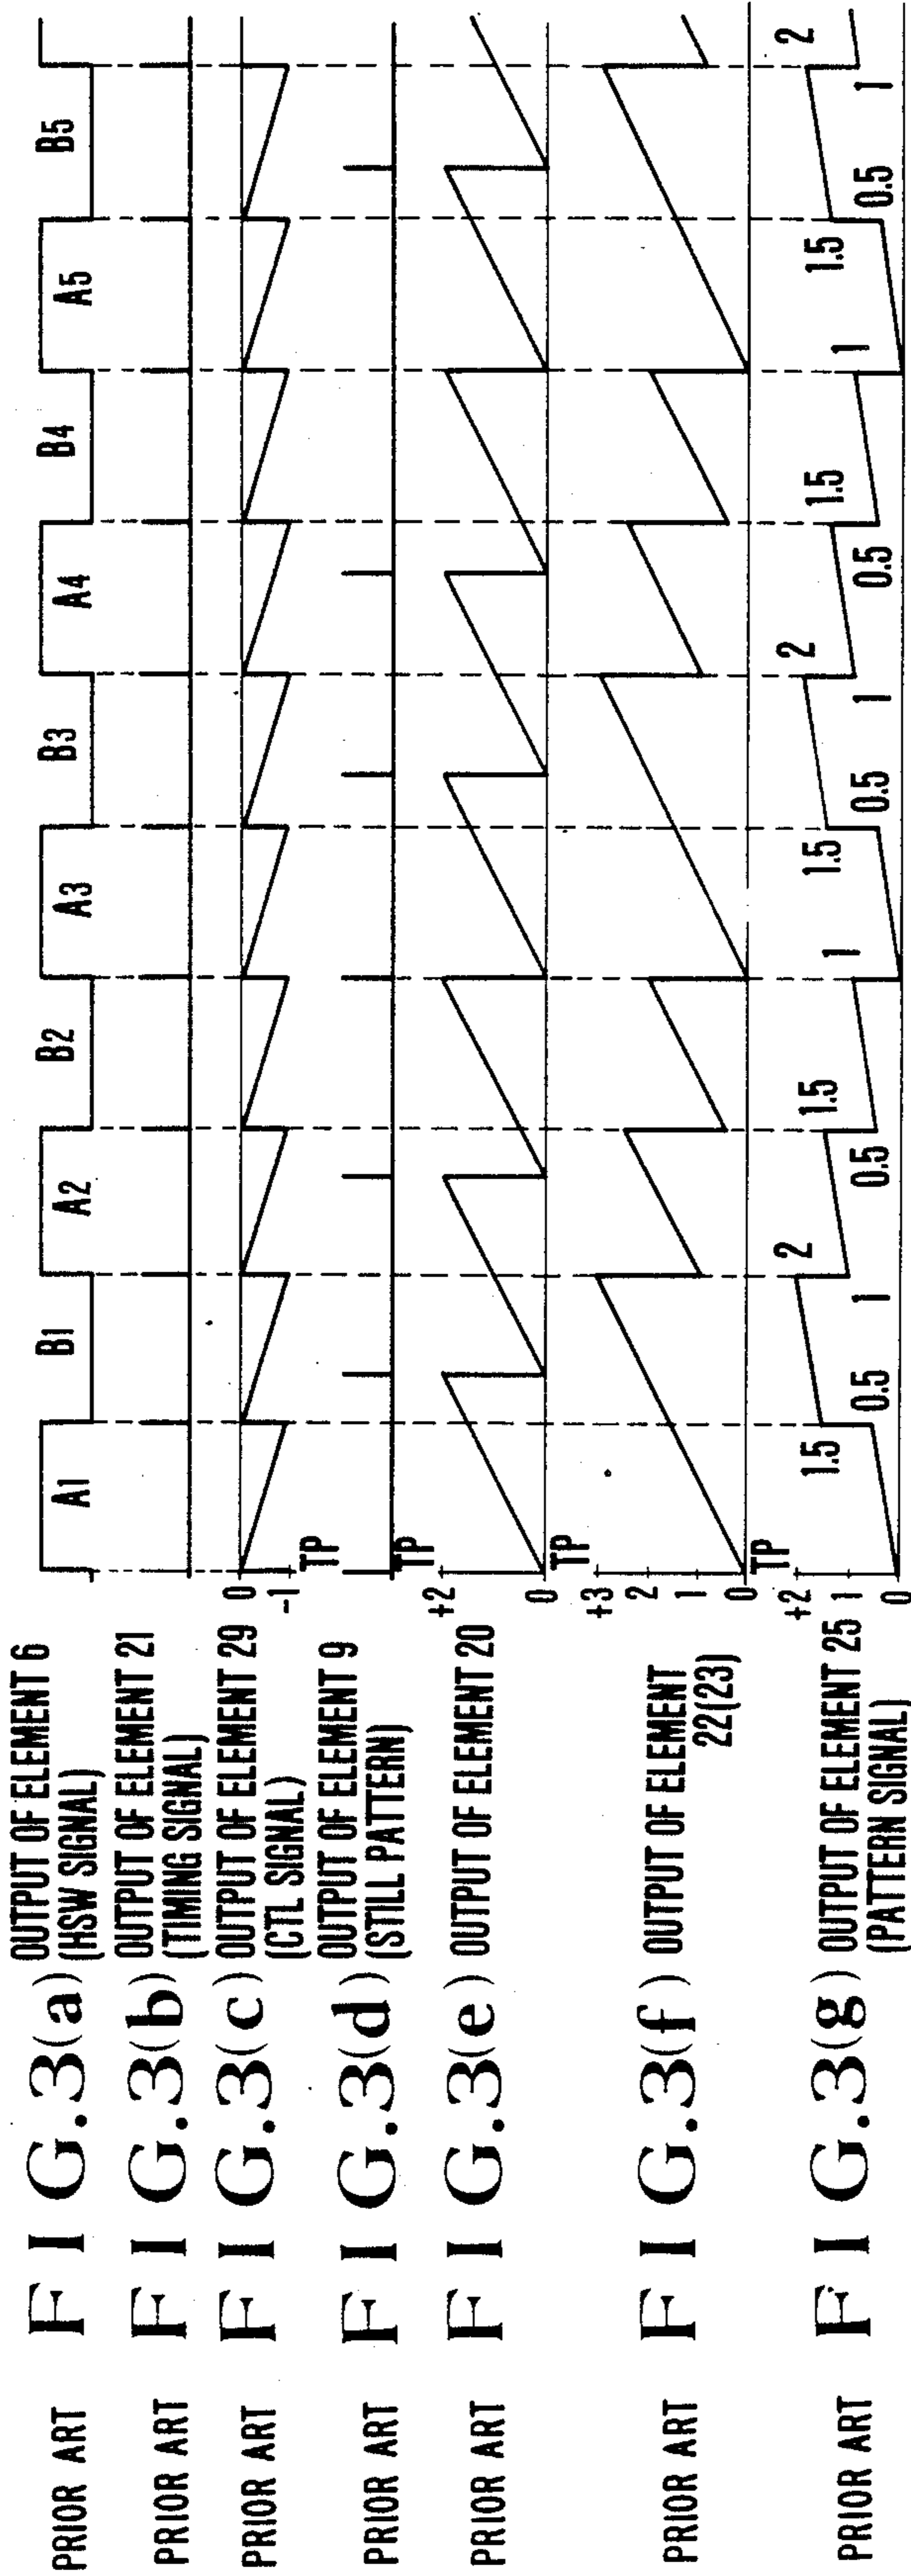 PRIOR ART FIG.3(a) OUTPUT OF ELEMENT 6
(HSW SIGNAL)
A1 B1 A2 B2 A3 B3 A4 B4 A5 B5
PRIOR ART FIG.3(b) OUTPUT OF ELEMENT 21
(TIMING SIGNAL)
PRIOR ART FIG.3(c) OUTPUT OF ELEMENT 29
(CTL SIGNAL)
0
-1
TP
PRIOR ART FIG.3(d) OUTPUT OF ELEMENT 9
(STILL PATTERN)
TP
PRIOR ART FIG.3(e) OUTPUT OF ELEMENT 20
+2
0
TP
PRIOR ART FIG.3(f) OUTPUT OF ELEMENT
22(23)
+3
2
1
0
TP
PRIOR ART FIG.3(g) OUTPUT OF ELEMENT 25
(PATTERN SIGNAL)
+2
1
0
1.5 0.5 1 2 0.5 1.5 1 1.5 0.5 1 2 0.5 1.5 1 1.5 0.5 1 2